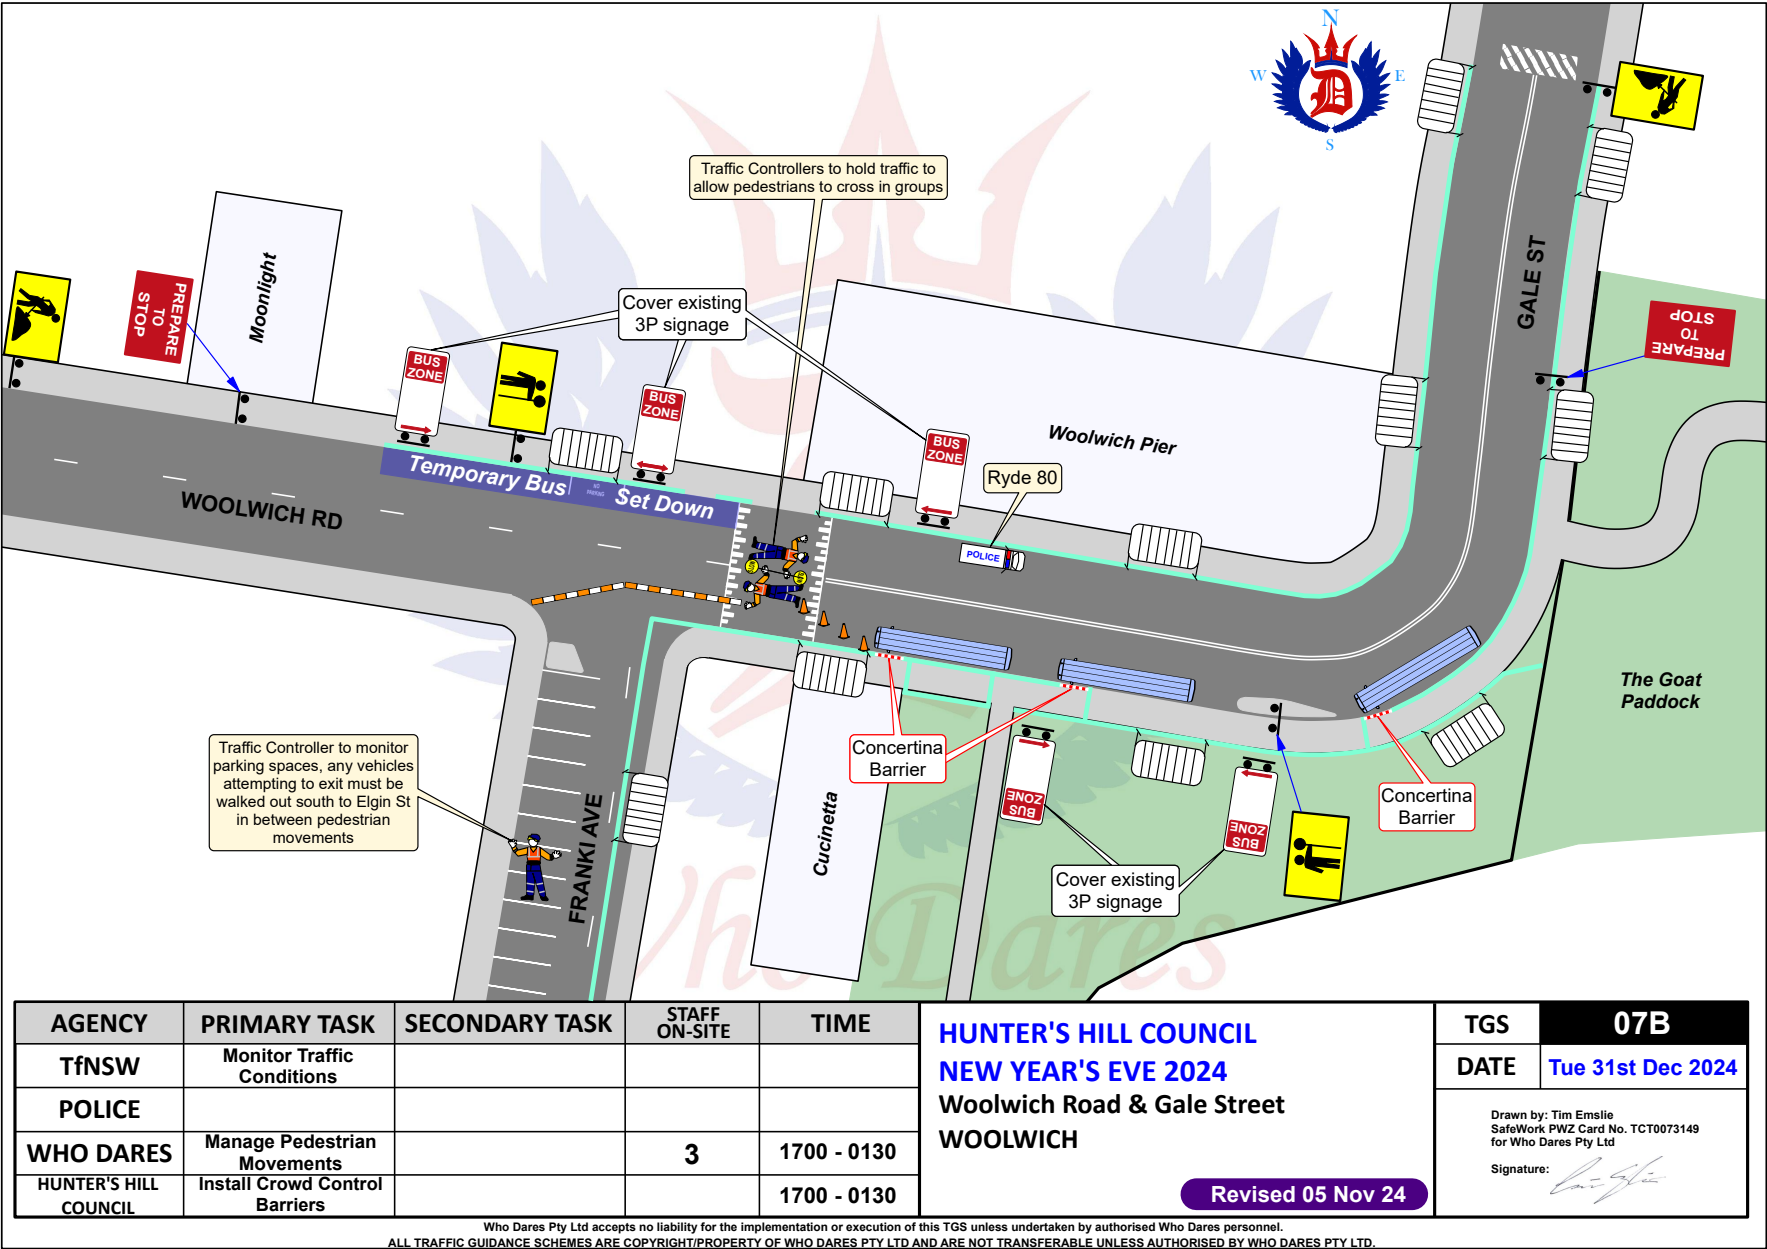 N
W
E
S
Traffic Controllers to hold traffic to
allow pedestrians to cross in groups
PREPARE
TO
STOP
Moonlight
Cover existing
3P signage
BUS
ZONE
BUS
ZONE
BUS
ZONE
Woolwich Pier
Ryde 80
POLICE
GALE ST
PREPARE
TO
STOP
Temporary Bus
Set Down
WOOLWICH RD
The Goat
Paddock
Traffic Controller to monitor
parking spaces, any vehicles
attempting to exit must be
walked out south to Elgin St
in between pedestrian
movements
FRANKI AVE
Cucinetta
Concertina
Barrier
BUS
ZONE
BUS
ZONE
Concertina
Barrier
Cover existing
3P signage
Who Dares
AGENCY PRIMARY TASK SECONDARY TASK STAFF ON-SITE TIME
TfNSW Monitor Traffic Conditions
POLICE
WHO DARES Manage Pedestrian Movements 3 1700 - 0130
HUNTER'S HILL COUNCIL Install Crowd Control Barriers 1700 - 0130
HUNTER'S HILL COUNCIL
NEW YEAR'S EVE 2024
Woolwich Road & Gale Street
WOOLWICH
Revised 05 Nov 24
TGS 07B
DATE Tue 31st Dec 2024
Drawn by: Tim Emslie
SafeWork PWZ Card No. TCT0073149
for Who Dares Pty Ltd
Signature:
Who Dares Pty Ltd accepts no liability for the implementation or execution of this TGS unless undertaken by authorised Who Dares personnel.
ALL TRAFFIC GUIDANCE SCHEMES ARE COPYRIGHT/PROPERTY OF WHO DARES PTY LTD AND ARE NOT TRANSFERABLE UNLESS AUTHORISED BY WHO DARES PTY LTD.